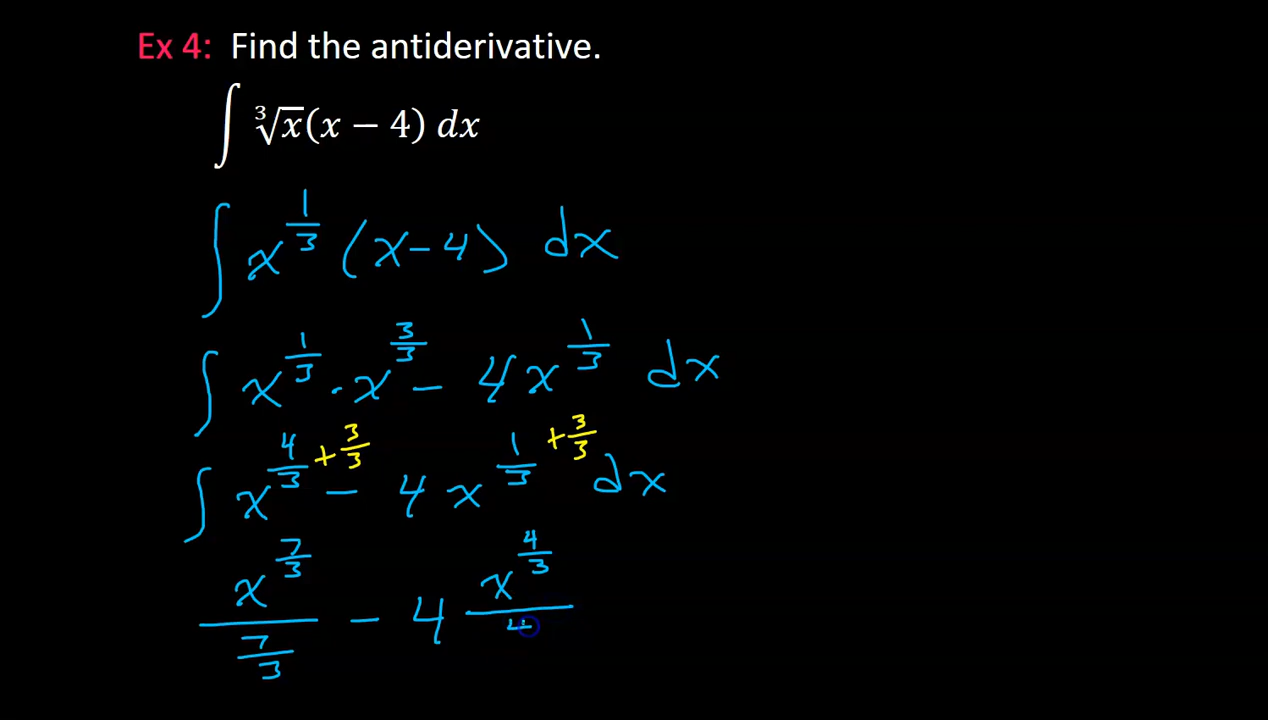 Ex 4: Find the antiderivative.
∫ ∛x(x − 4) dx
∫ x^(1/3) (x − 4) dx
∫ x^(1/3) · x^(3/3) − 4x^(1/3) dx
∫ x^(4/3 + 3/3) − 4x^(1/3 + 3/3) dx
x^(7/3)/(7/3) − 4 x^(4/3)/4